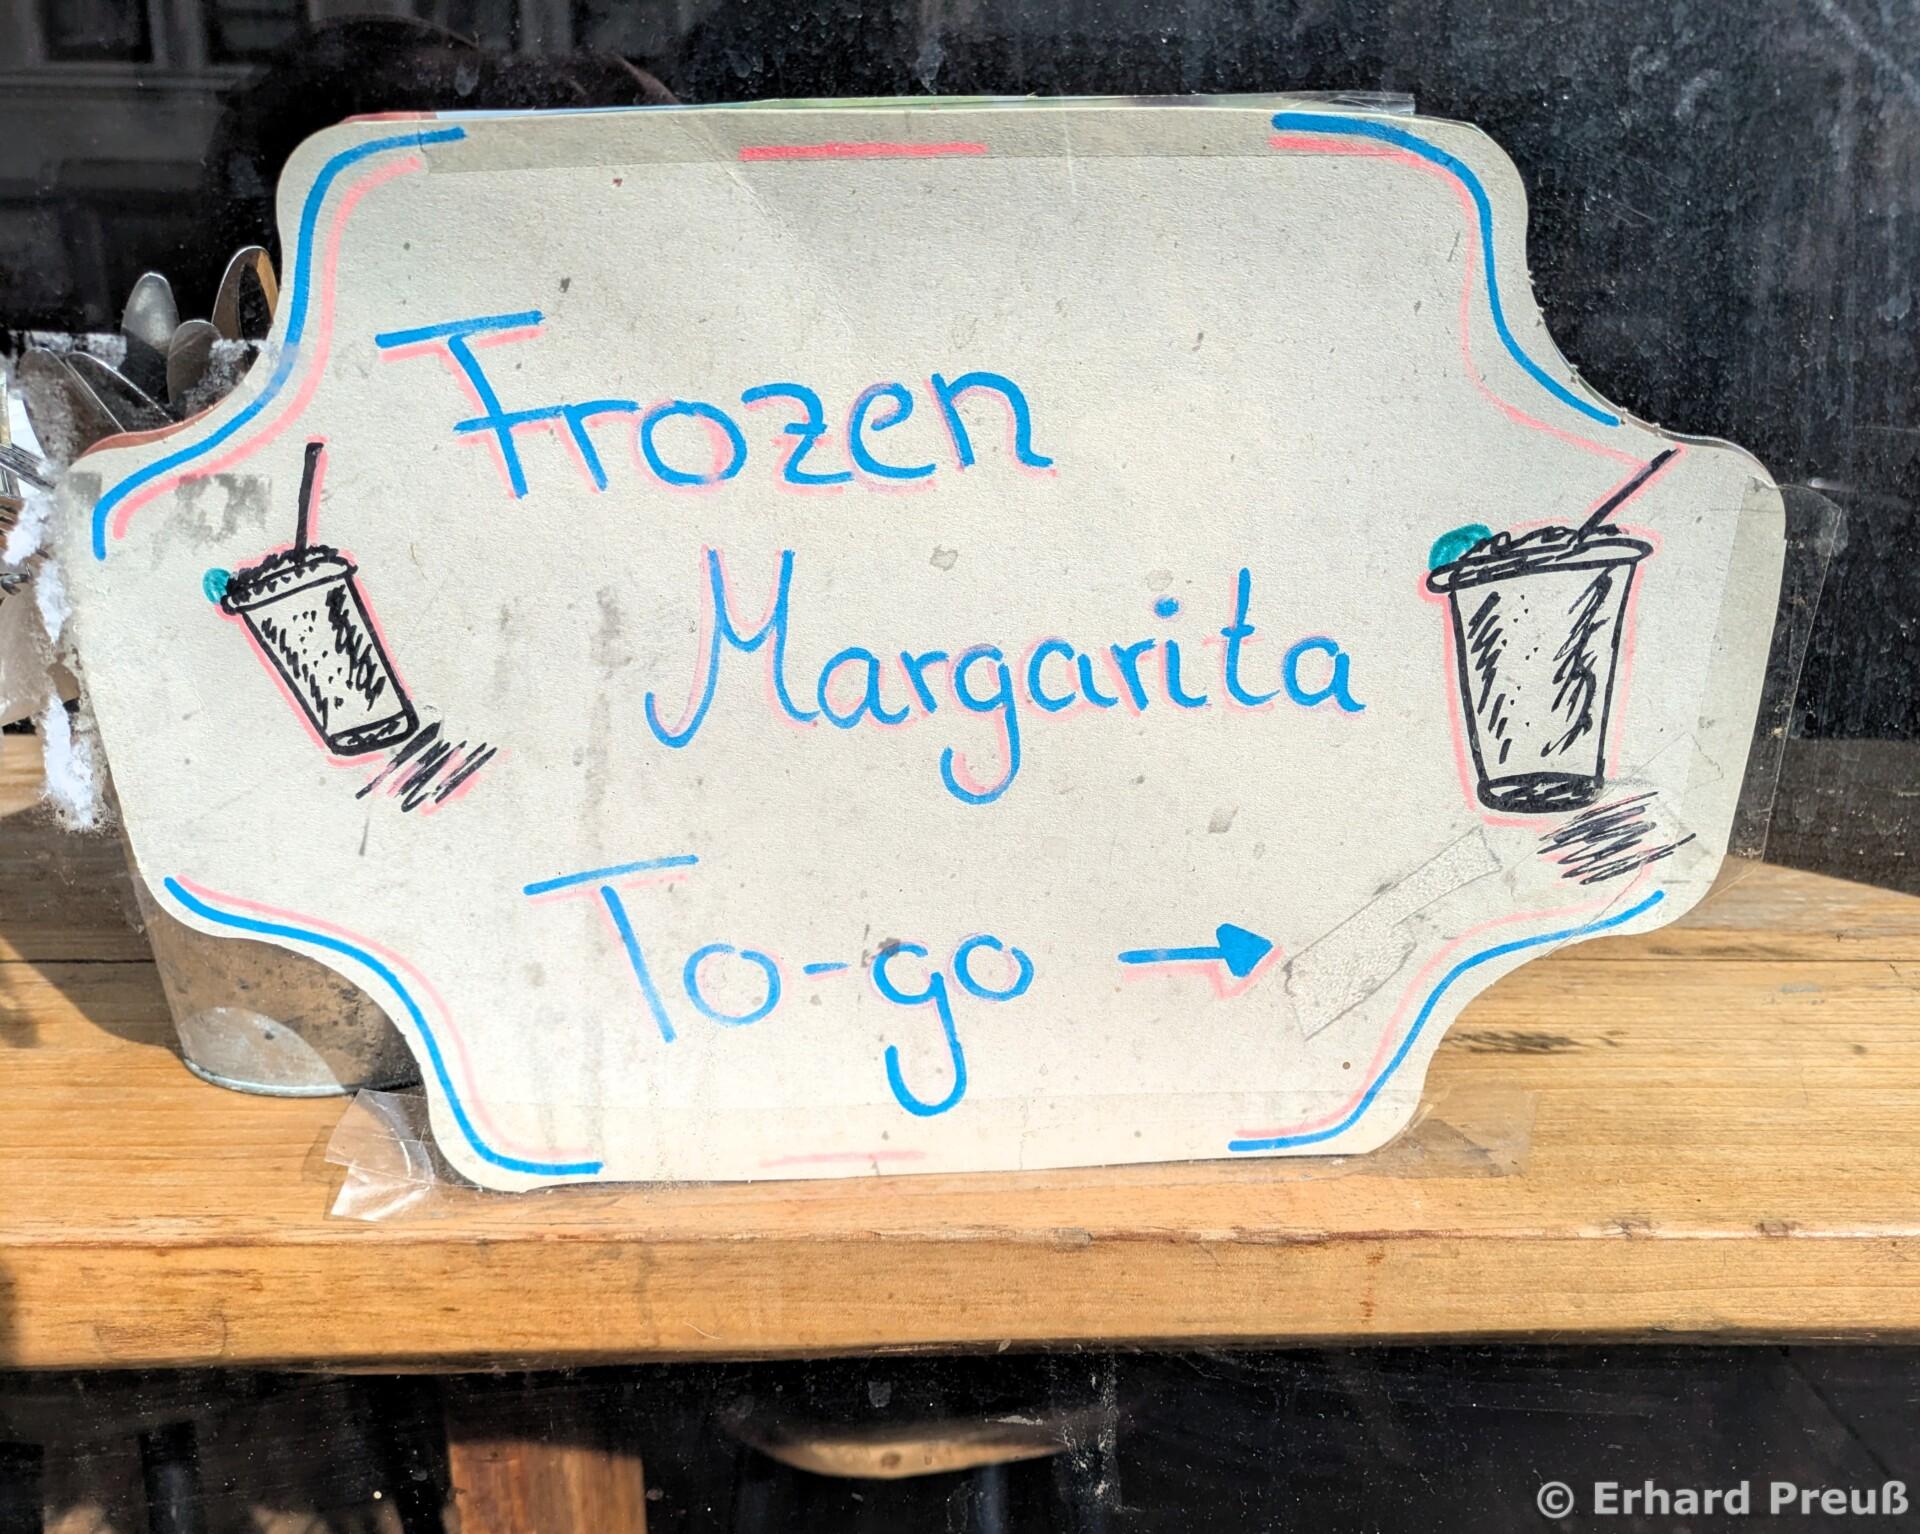 Frozen
Margarita
To-go →
© Erhard Preuß